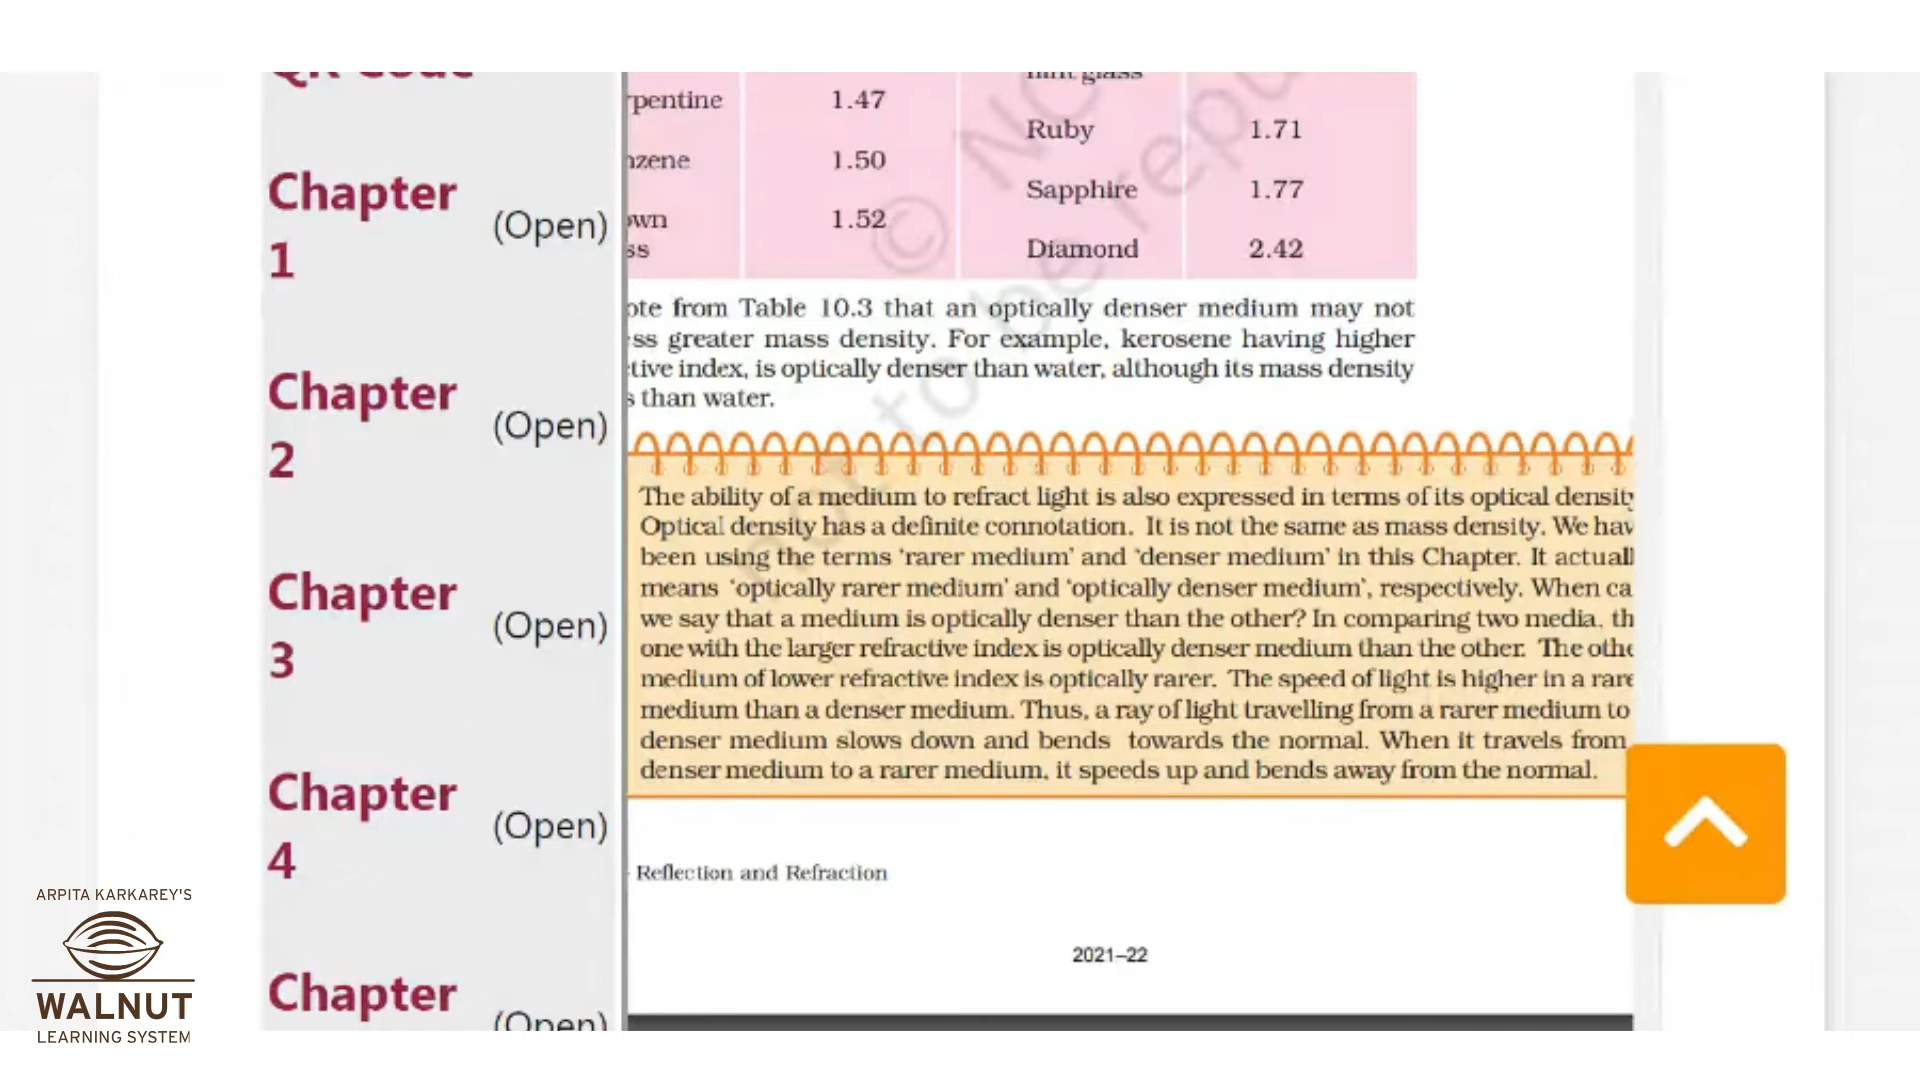 Chapter
1
(Open)
Chapter
2
(Open)
Chapter
3
(Open)
Chapter
4
(Open)
Chapter
(Open)
rpentine 1.47
nzene 1.50
own 1.52
ss
flint glass
Ruby 1.71
Sapphire 1.77
Diamond 2.42
ote from Table 10.3 that an optically denser medium may not
ss greater mass density. For example, kerosene having higher
tive index, is optically denser than water, although its mass density
s than water.
The ability of a medium to refract light is also expressed in terms of its optical density
Optical density has a definite connotation. It is not the same as mass density. We hav
been using the terms ‘rarer medium’ and ‘denser medium’ in this Chapter. It actuall
means ‘optically rarer medium’ and ‘optically denser medium’, respectively. When ca
we say that a medium is optically denser than the other? In comparing two media, th
one with the larger refractive index is optically denser medium than the other. The othe
medium of lower refractive index is optically rarer. The speed of light is higher in a rare
medium than a denser medium. Thus, a ray of light travelling from a rarer medium to
denser medium slows down and bends towards the normal. When it travels from
denser medium to a rarer medium, it speeds up and bends away from the normal.
Reflection and Refraction
2021–22
© NC
not to be repu
ARPITA KARKAREY'S
WALNUT
LEARNING SYSTEM